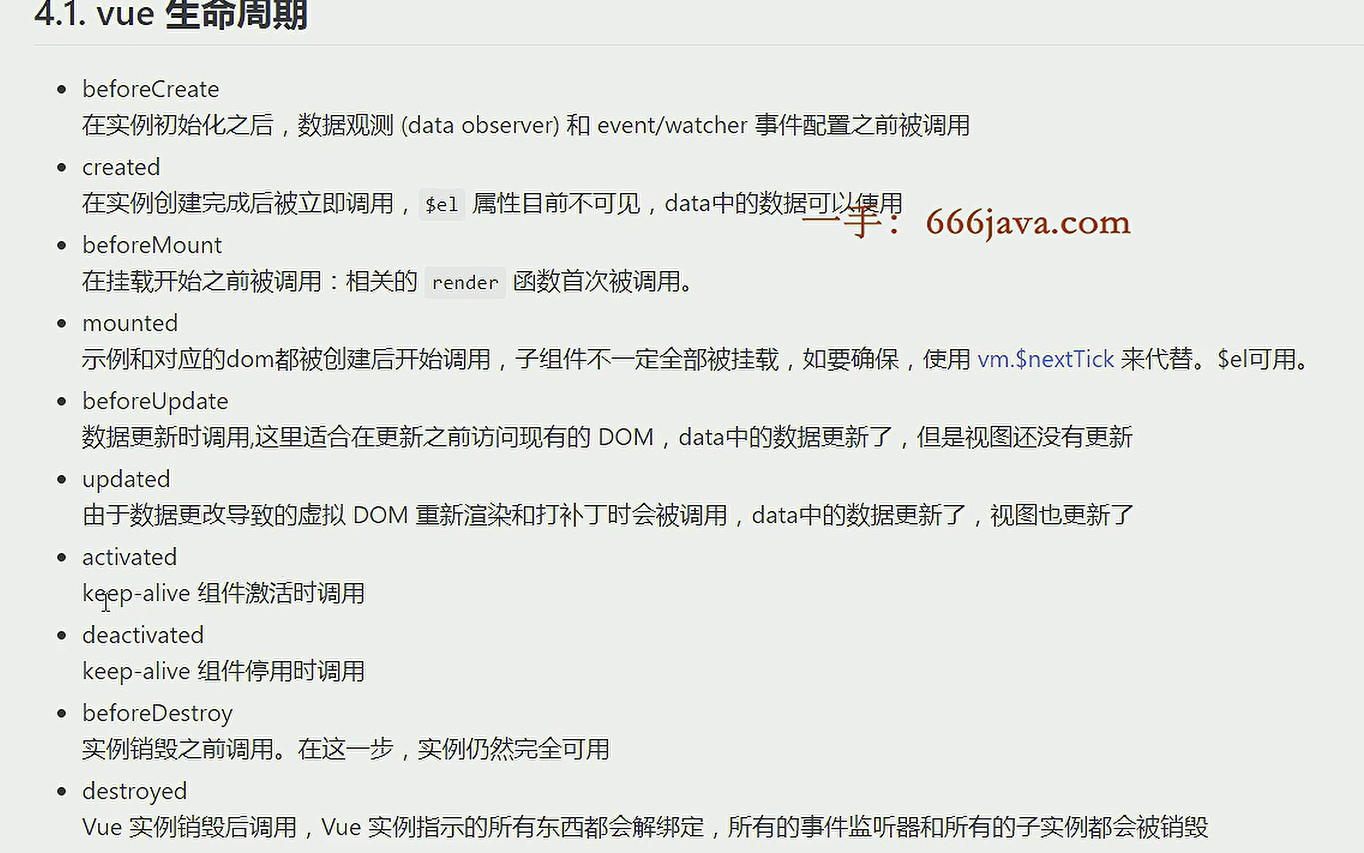 4.1. vue 生命周期
beforeCreate
在实例初始化之后，数据观测 (data observer) 和 event/watcher 事件配置之前被调用
created
在实例创建完成后被立即调用， $el 属性目前不可见，data中的数据可以使用
一手：666java.com
beforeMount
在挂载开始之前被调用：相关的 render 函数首次被调用。
mounted
示例和对应的dom都被创建后开始调用，子组件不一定全部被挂载，如要确保，使用 vm.$nextTick 来代替。$el可用。
beforeUpdate
数据更新时调用,这里适合在更新之前访问现有的 DOM，data中的数据更新了，但是视图还没有更新
updated
由于数据更改导致的虚拟 DOM 重新渲染和打补丁时会被调用，data中的数据更新了，视图也更新了
activated
keep-alive 组件激活时调用
deactivated
keep-alive 组件停用时调用
beforeDestroy
实例销毁之前调用。在这一步，实例仍然完全可用
destroyed
Vue 实例销毁后调用，Vue 实例指示的所有东西都会解绑定，所有的事件监听器和所有的子实例都会被销毁